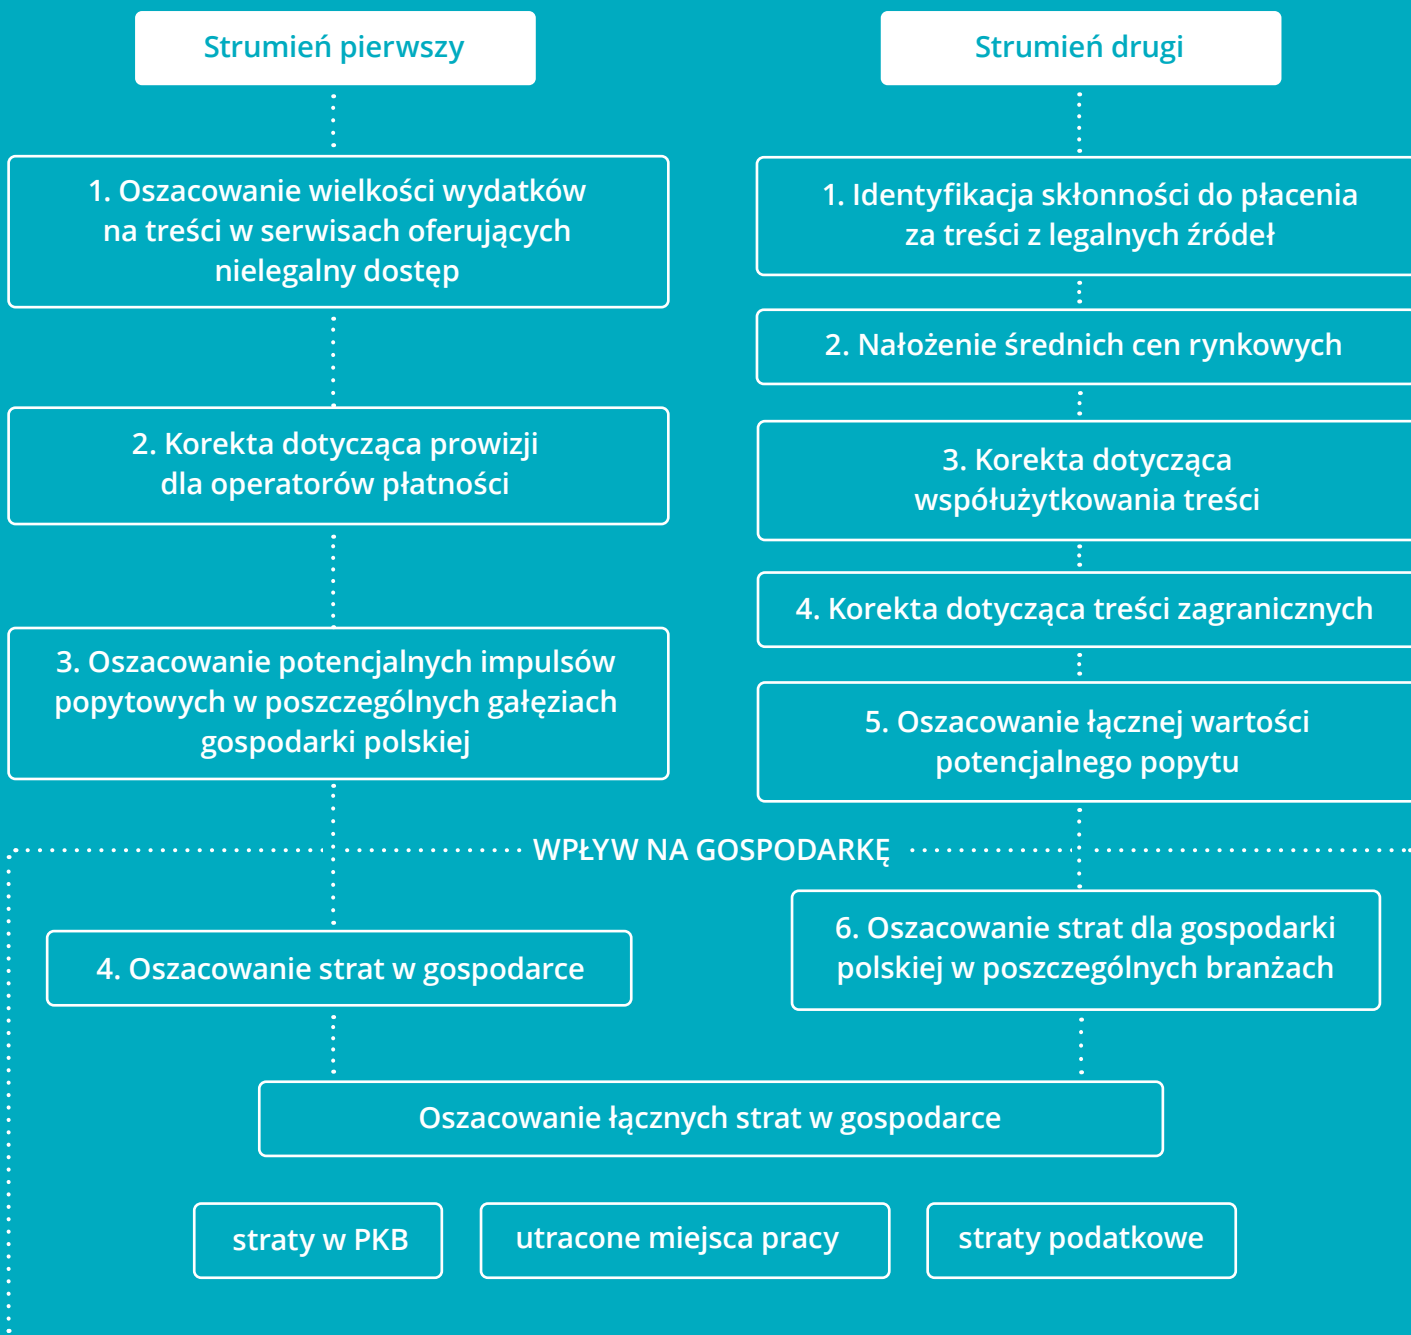 Strumień pierwszy
1. Oszacowanie wielkości wydatków
na treści w serwisach oferujących
nielegalny dostęp
2. Korekta dotycząca prowizji
dla operatorów płatności
3. Oszacowanie potencjalnych impulsów
popytowych w poszczególnych gałęziach
gospodarki polskiej
Strumień drugi
1. Identyfikacja skłonności do płacenia
za treści z legalnych źródeł
2. Nałożenie średnich cen rynkowych
3. Korekta dotycząca
współużytkowania treści
4. Korekta dotycząca treści zagranicznych
5. Oszacowanie łącznej wartości
potencjalnego popytu
WPŁYW NA GOSPODARKĘ
4. Oszacowanie strat w gospodarce
6. Oszacowanie strat dla gospodarki
polskiej w poszczególnych branżach
Oszacowanie łącznych strat w gospodarce
straty w PKB
utracone miejsca pracy
straty podatkowe